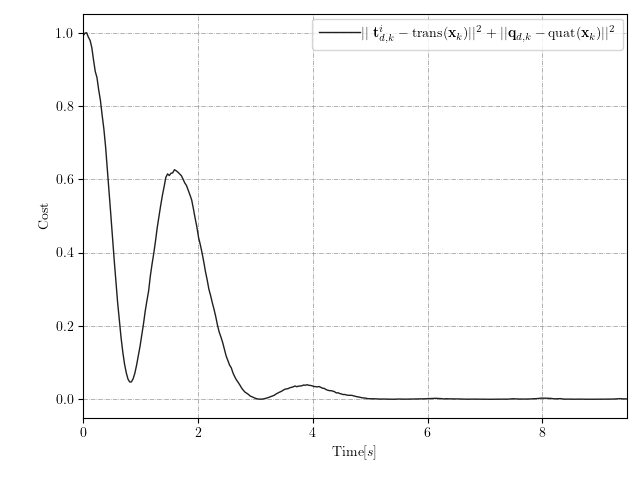 || t^i_{d,k} − trans(x_k)||^2 + ||q_{d,k} − quat(x_k)||^2
1.0
0.8
0.6
0.4
0.2
0.0
Cost
0 2 4 6 8
Time[s]